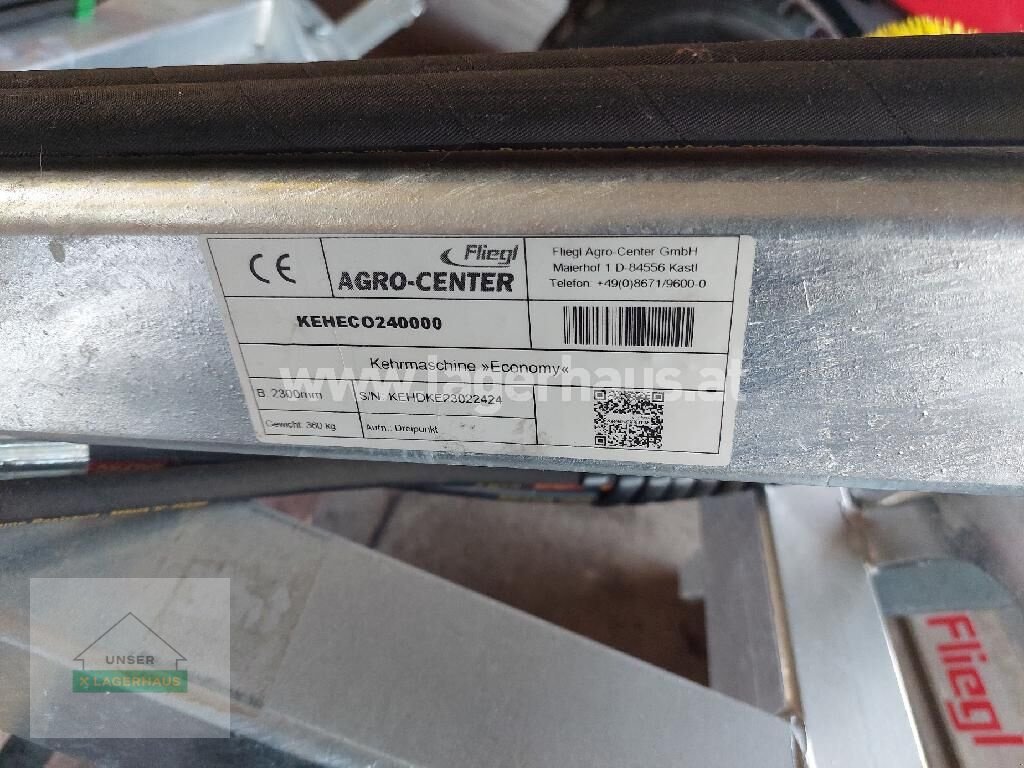 CE
Fliegl
AGRO-CENTER
Fliegl Agro-Center GmbH
Maierhof 1 D-84556 Kastl
Telefon: +49(0)8671/9600-0
KEHECO240000
Kehrmaschine »Economy«
www.lagerhaus.at
B. 2300mm
S/N: KEHDKE23022424
Gewicht: 360 kg
Aufn.: Dreipunkt
UNSER
LAGERHAUS
Fliegl